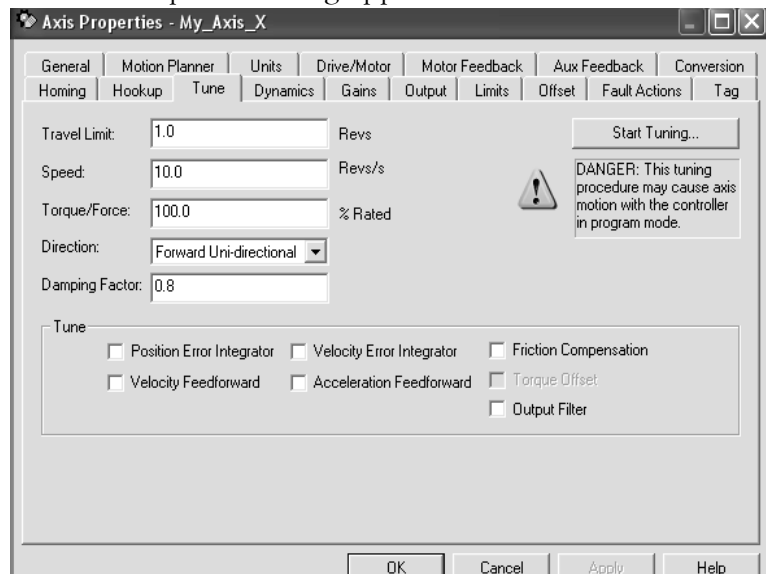 Axis Properties - My_Axis_X
General Motion Planner Units Drive/Motor Motor Feedback Aux Feedback Conversion
Homing Hookup Tune Dynamics Gains Output Limits Offset Fault Actions Tag
Travel Limit: 1.0 Revs Start Tuning...
Speed: 10.0 Revs/s
DANGER: This tuning
procedure may cause axis
motion with the controller
in program mode.
Torque/Force: 100.0 % Rated
Direction: Forward Uni-directional
Damping Factor: 0.8
Tune
Position Error Integrator Velocity Error Integrator Friction Compensation
Velocity Feedforward Acceleration Feedforward Torque Offset
Output Filter
OK Cancel Apply Help